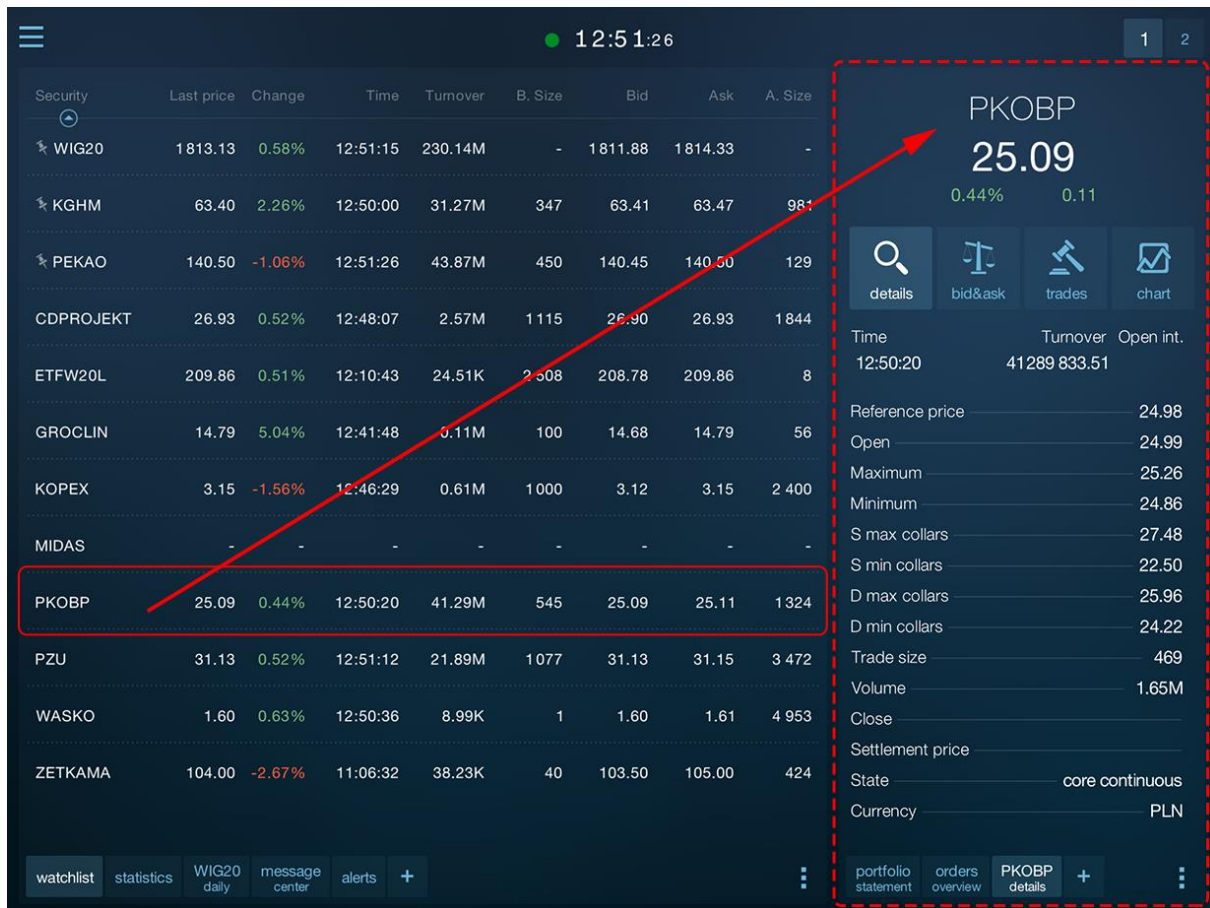 12:51:26
1 2
Security Last price Change Time Turnover B. Size Bid Ask A. Size
WIG20 1813.13 0.58% 12:51:15 230.14M - 1811.88 1814.33 -
KGHM 63.40 2.26% 12:50:00 31.27M 347 63.41 63.47 981
PEKAO 140.50 -1.06% 12:51:26 43.87M 450 140.45 140.50 129
CDPROJEKT 26.93 0.52% 12:48:07 2.57M 1115 26.90 26.93 1844
ETFW20L 209.86 0.51% 12:10:43 24.51K 2 508 208.78 209.86 8
GROCLIN 14.79 5.04% 12:41:48 0.11M 100 14.68 14.79 56
KOPEX 3.15 -1.56% 12:46:29 0.61M 1000 3.12 3.15 2 400
MIDAS - - - - - - - -
PKOBP 25.09 0.44% 12:50:20 41.29M 545 25.09 25.11 1324
PZU 31.13 0.52% 12:51:12 21.89M 1077 31.13 31.15 3 472
WASKO 1.60 0.63% 12:50:36 8.99K 1 1.60 1.61 4 953
ZETKAMA 104.00 -2.67% 11:06:32 38.23K 40 103.50 105.00 424
watchlist statistics WIG20 daily message center alerts +
PKOBP
25.09
0.44% 0.11
details bid&ask trades chart
Time Turnover Open int.
12:50:20 41289 833.51
Reference price 24.98
Open 24.99
Maximum 25.26
Minimum 24.86
S max collars 27.48
S min collars 22.50
D max collars 25.96
D min collars 24.22
Trade size 469
Volume 1.65M
Close
Settlement price
State core continuous
Currency PLN
portfolio statement orders overview PKOBP details +